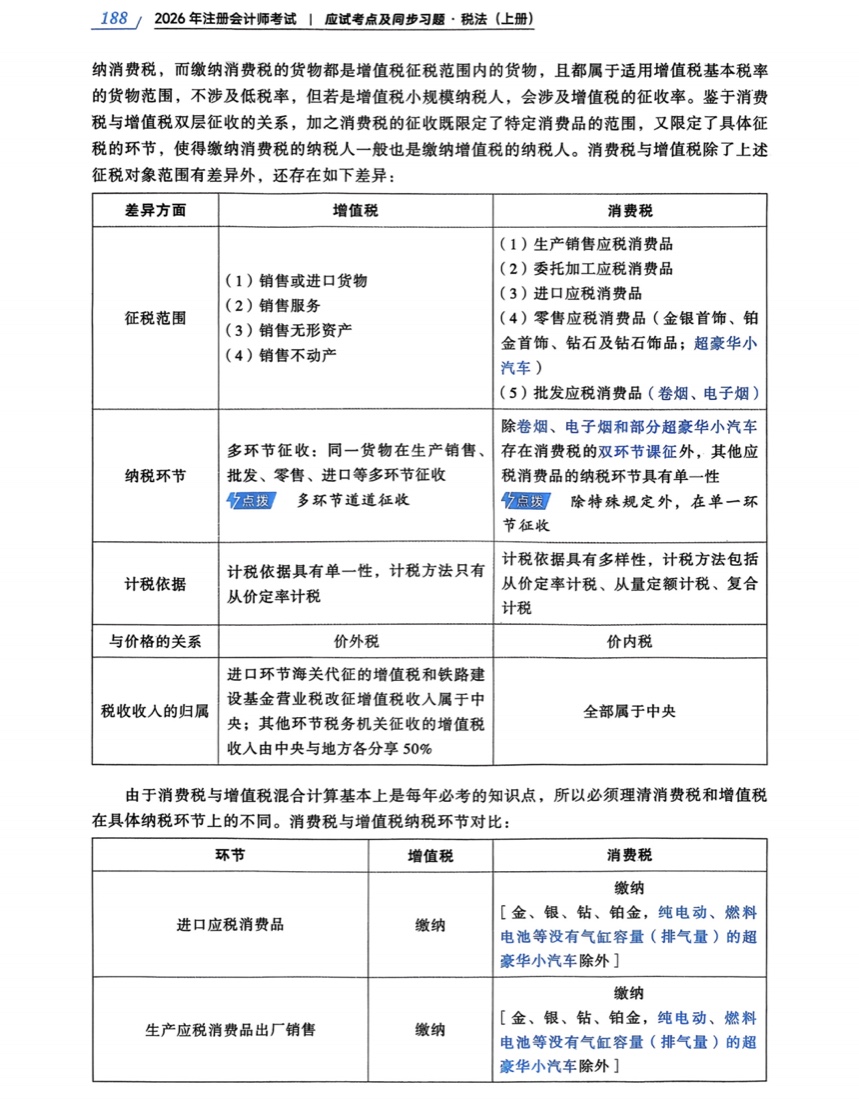 188 2026年注册会计师考试 | 应试考点及同步习题·税法（上册）
纳消费税，而缴纳消费税的货物都是增值税征税范围内的货物，且都属于适用增值税基本税率
的货物范围，不涉及低税率，但若是增值税小规模纳税人，会涉及增值税的征收率。鉴于消费
税与增值税双层征收的关系，加之消费税的征收既限定了特定消费品的范围，又限定了具体征
税的环节，使得缴纳消费税的纳税人一般也是缴纳增值税的纳税人。消费税与增值税除了上述
征税对象范围有差异外，还存在如下差异：
差异方面 增值税 消费税
征税范围
（1）销售或进口货物
（2）销售服务
（3）销售无形资产
（4）销售不动产
（1）生产销售应税消费品
（2）委托加工应税消费品
（3）进口应税消费品
（4）零售应税消费品（金银首饰、铂
金首饰、钻石及钻石饰品；超豪华小
汽车）
（5）批发应税消费品（卷烟、电子烟）
纳税环节
多环节征收：同一货物在生产销售、
批发、零售、进口等多环节征收
点拨 多环节道道征收
除卷烟、电子烟和部分超豪华小汽车
存在消费税的双环节课征外，其他应
税消费品的纳税环节具有单一性
点拨 除特殊规定外，在单一环
节征收
计税依据
计税依据具有单一性，计税方法只有
从价定率计税
计税依据具有多样性，计税方法包括
从价定率计税、从量定额计税、复合
计税
与价格的关系 价外税 价内税
税收收入的归属
进口环节海关代征的增值税和铁路建
设基金营业税改征增值税收入属于中
央；其他环节税务机关征收的增值税
收入由中央与地方各分享50%
全部属于中央
由于消费税与增值税混合计算基本上是每年必考的知识点，所以必须理清消费税和增值税
在具体纳税环节上的不同。消费税与增值税纳税环节对比：
环节 增值税 消费税
进口应税消费品
缴纳
缴纳
［金、银、钻、铂金，纯电动、燃料
电池等没有气缸容量（排气量）的超
豪华小汽车除外］
生产应税消费品出厂销售
缴纳
缴纳
［金、银、钻、铂金，纯电动、燃料
电池等没有气缸容量（排气量）的超
豪华小汽车除外］